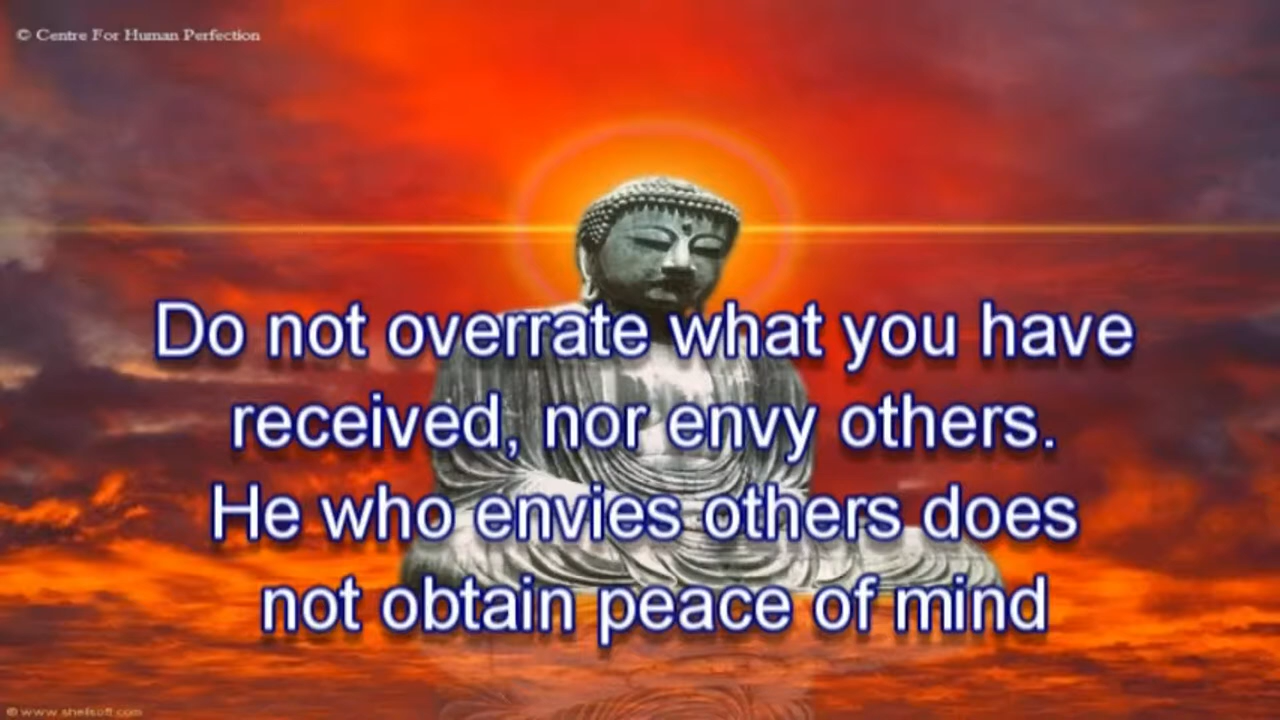 © Centre For Human Perfection
Do not overrate what you have
received, nor envy others.
He who envies others does
not obtain peace of mind
© www.shellsoft.com